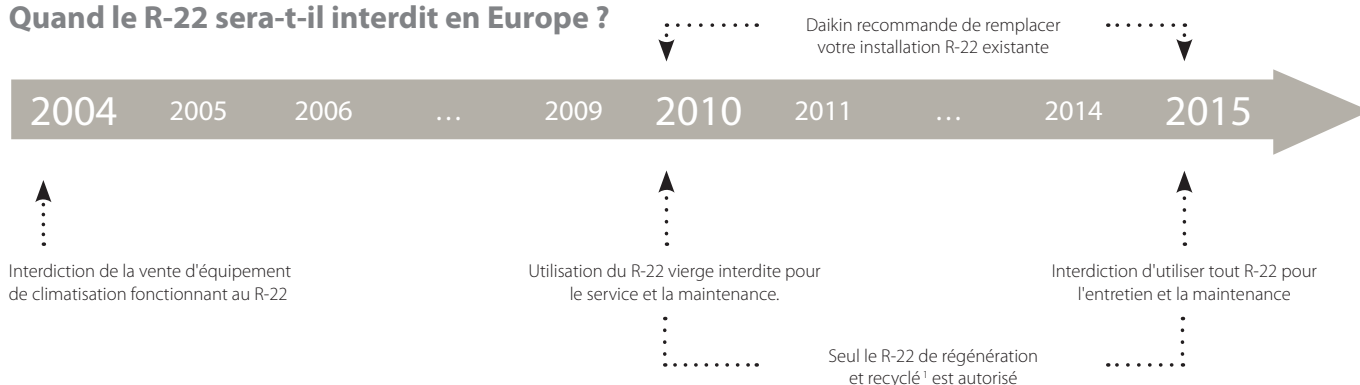 Quand le R-22 sera-t-il interdit en Europe ?
Daikin recommande de remplacer
votre installation R-22 existante
2004 2005 2006 … 2009 2010 2011 … 2014 2015
Interdiction de la vente d'équipement
de climatisation fonctionnant au R-22
Utilisation du R-22 vierge interdite pour
le service et la maintenance.
Interdiction d'utiliser tout R-22 pour
l'entretien et la maintenance
Seul le R-22 de régénération
et recyclé ¹ est autorisé